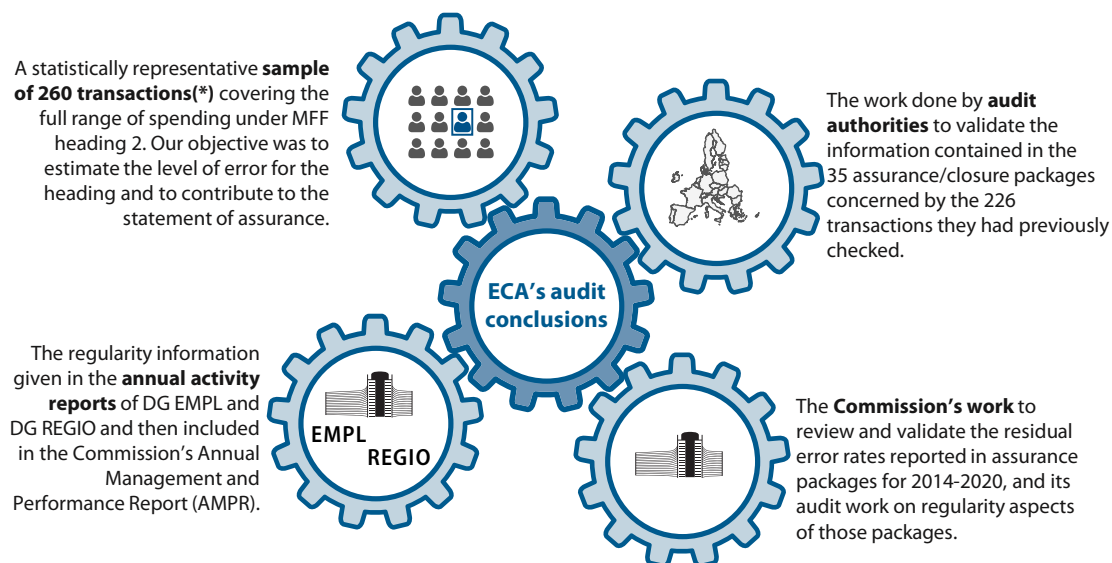 A statistically representative sample
of 260 transactions(*) covering the
full range of spending under MFF
heading 2. Our objective was to
estimate the level of error for the
heading and to contribute to the
statement of assurance.
The work done by audit
authorities to validate the
information contained in the
35 assurance/closure packages
concerned by the 226
transactions they had previously
checked.
ECA's audit
conclusions
The regularity information
given in the annual activity
reports of DG EMPL and
DG REGIO and then included
in the Commission's Annual
Management and
Performance Report (AMPR).
EMPL
REGIO
The Commission's work to
review and validate the residual
error rates reported in assurance
packages for 2014-2020, and its
audit work on regularity aspects
of those packages.